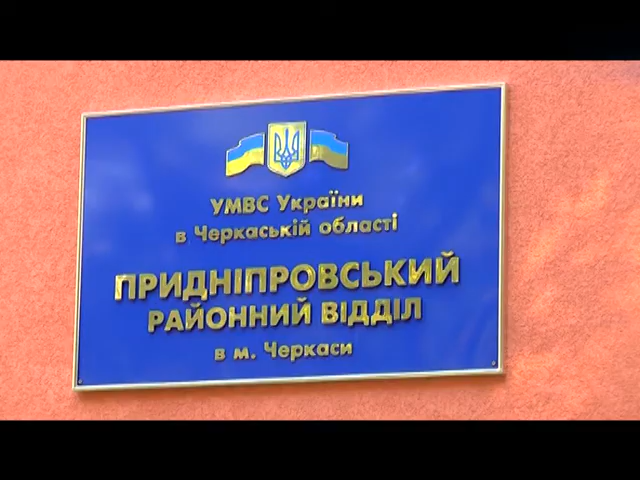 УМВС України
в Черкаській області
ПРИДНІПРОВСЬКИЙ
РАЙОННИЙ ВІДДІЛ
в м. Черкаси